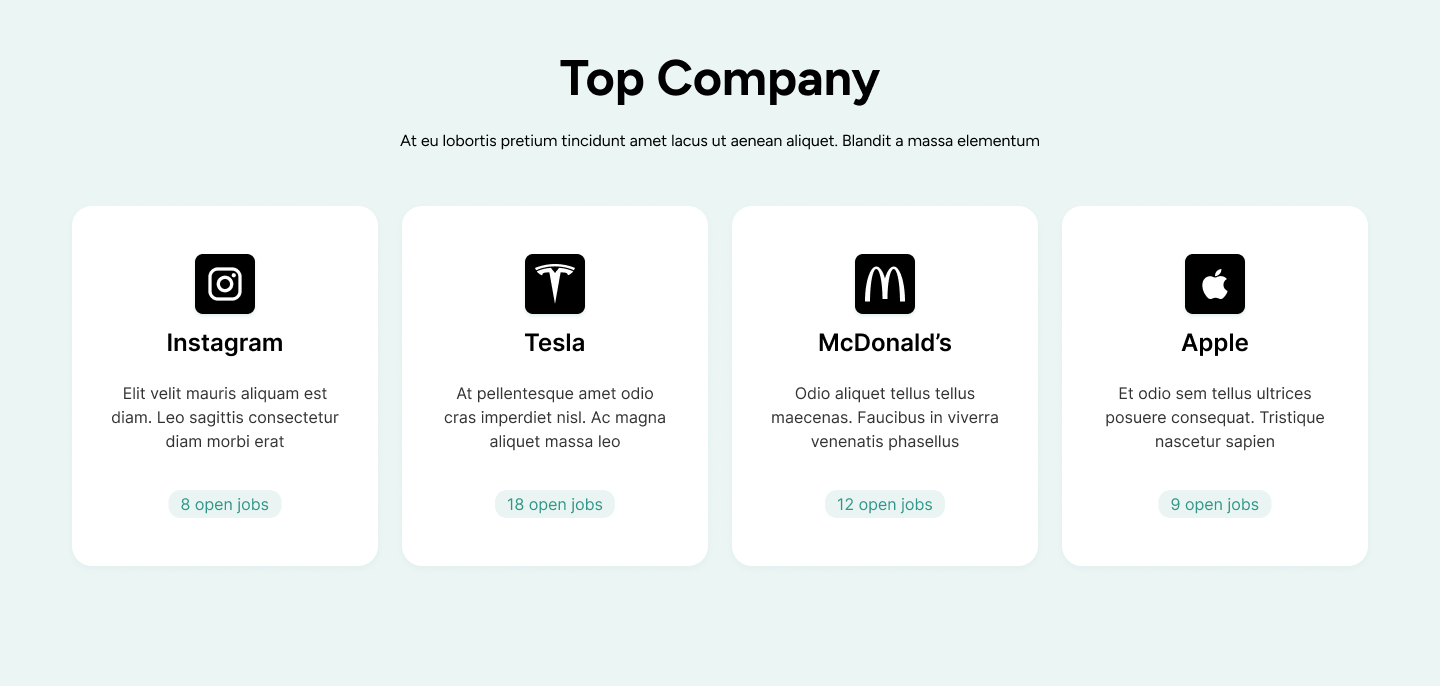 Top Company
At eu lobortis pretium tincidunt amet lacus ut aenean aliquet. Blandit a massa elementum
Instagram
Elit velit mauris aliquam est
diam. Leo sagittis consectetur
diam morbi erat
8 open jobs
Tesla
At pellentesque amet odio
cras imperdiet nisl. Ac magna
aliquet massa leo
18 open jobs
McDonald’s
Odio aliquet tellus tellus
maecenas. Faucibus in viverra
venenatis phasellus
12 open jobs
Apple
Et odio sem tellus ultrices
posuere consequat. Tristique
nascetur sapien
9 open jobs